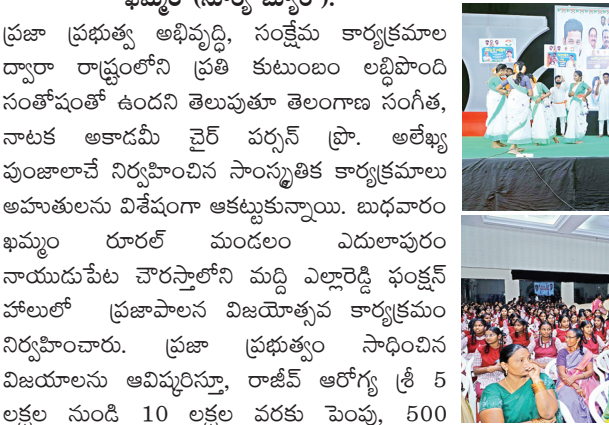 ఖమ్మం (సూర్య బ్యూరో):
ప్రజా ప్రభుత్వ అభివృద్ధి, సంక్షేమ కార్యక్రమాల
ద్వారా రాష్ట్రంలోని ప్రతి కుటుంబం లబ్ధిపొంది
సంతోషంతో ఉందని తెలుపుతూ తెలంగాణ సంగీత,
నాటక అకాడమీ చైర్ పర్సన్ ప్రొ. అలేఖ్య
పుంజాలాచే నిర్వహించిన సాంస్కృతిక కార్యక్రమాలు
అహుతులను విశేషంగా ఆకట్టుకున్నాయి. బుధవారం
ఖమ్మం రూరల్ మండలం ఎదులాపురం
నాయుడుపేట చౌరస్తాలోని మద్ది ఎల్లారెడ్డి ఫంక్షన్
హాలులో ప్రజాపాలన విజయోత్సవ కార్యక్రమం
నిర్వహించారు. ప్రజా ప్రభుత్వం సాధించిన
విజయాలను ఆవిష్కరిస్తూ, రాజీవ్ ఆరోగ్య శ్రీ 5
లక్షల నుండి 10 లక్షల వరకు పెంపు, 500